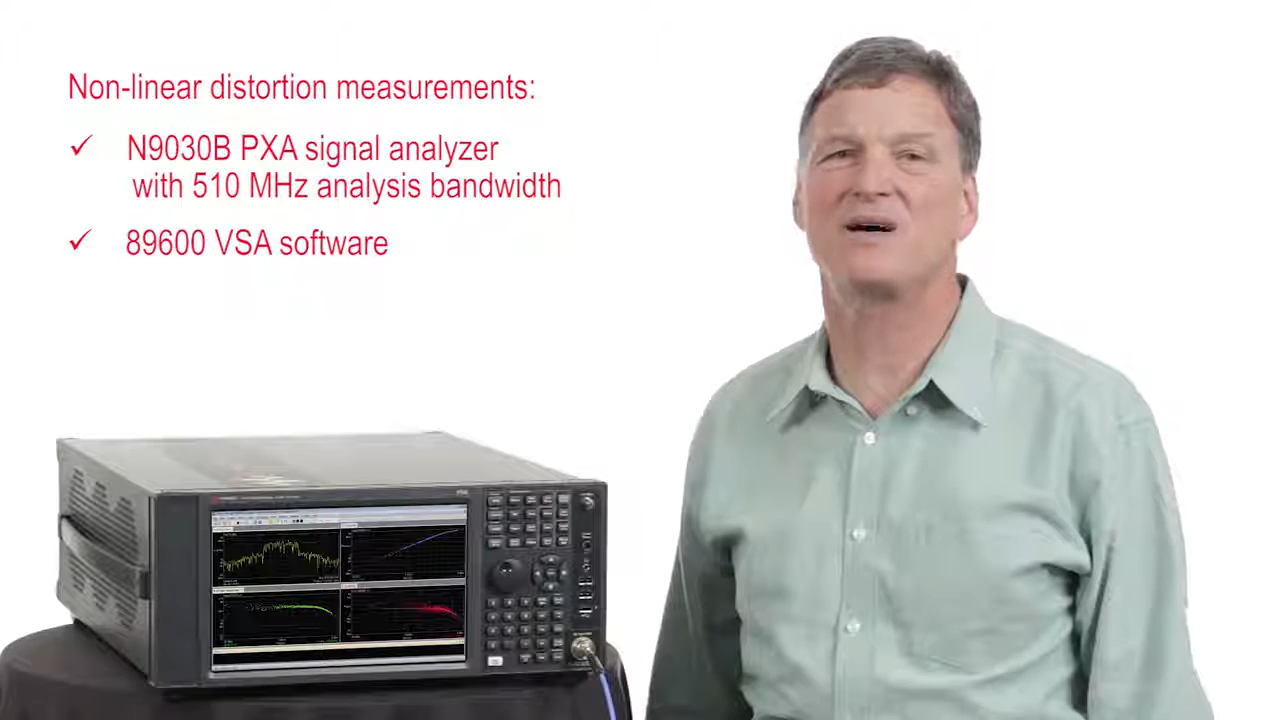 Non-linear distortion measurements:
✓ N9030B PXA signal analyzer
with 510 MHz analysis bandwidth
✓ 89600 VSA software